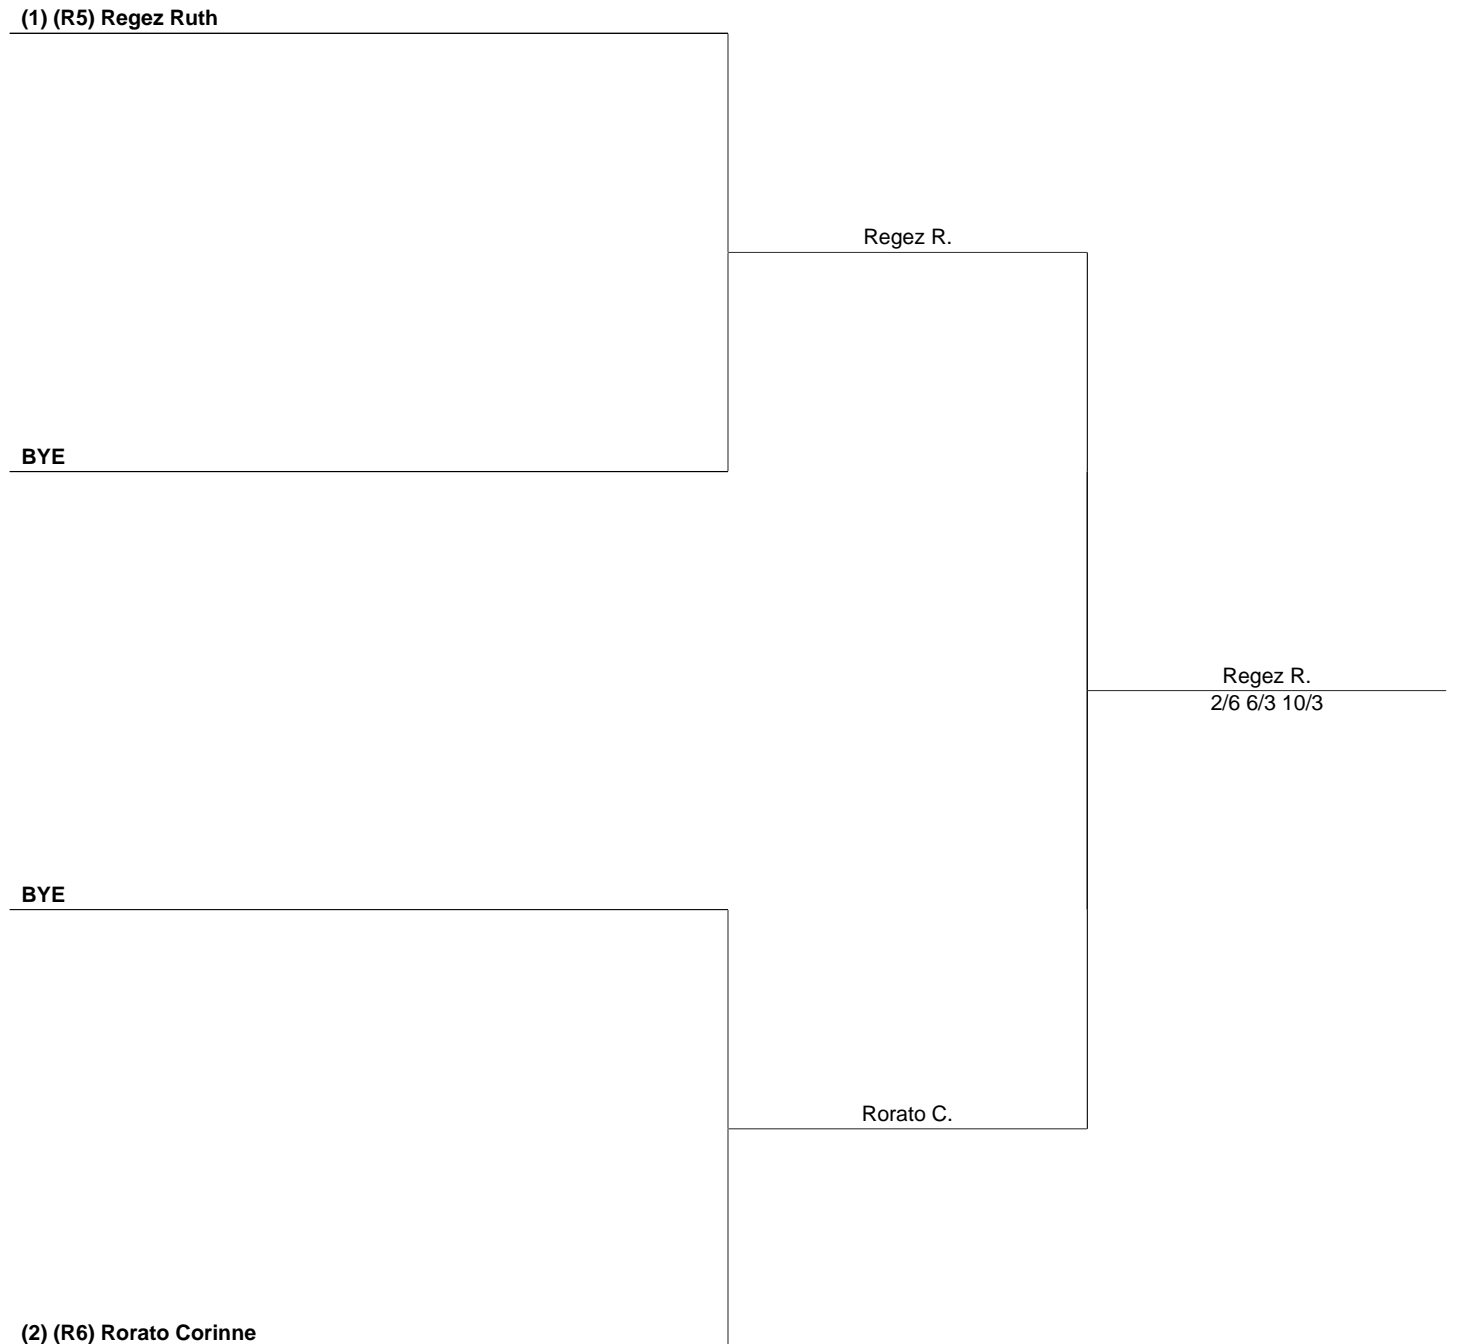 (1) (R5) Regez Ruth
Regez R.
BYE
Regez R.
2/6 6/3 10/3
BYE
Rorato C.
(2) (R6) Rorato Corinne